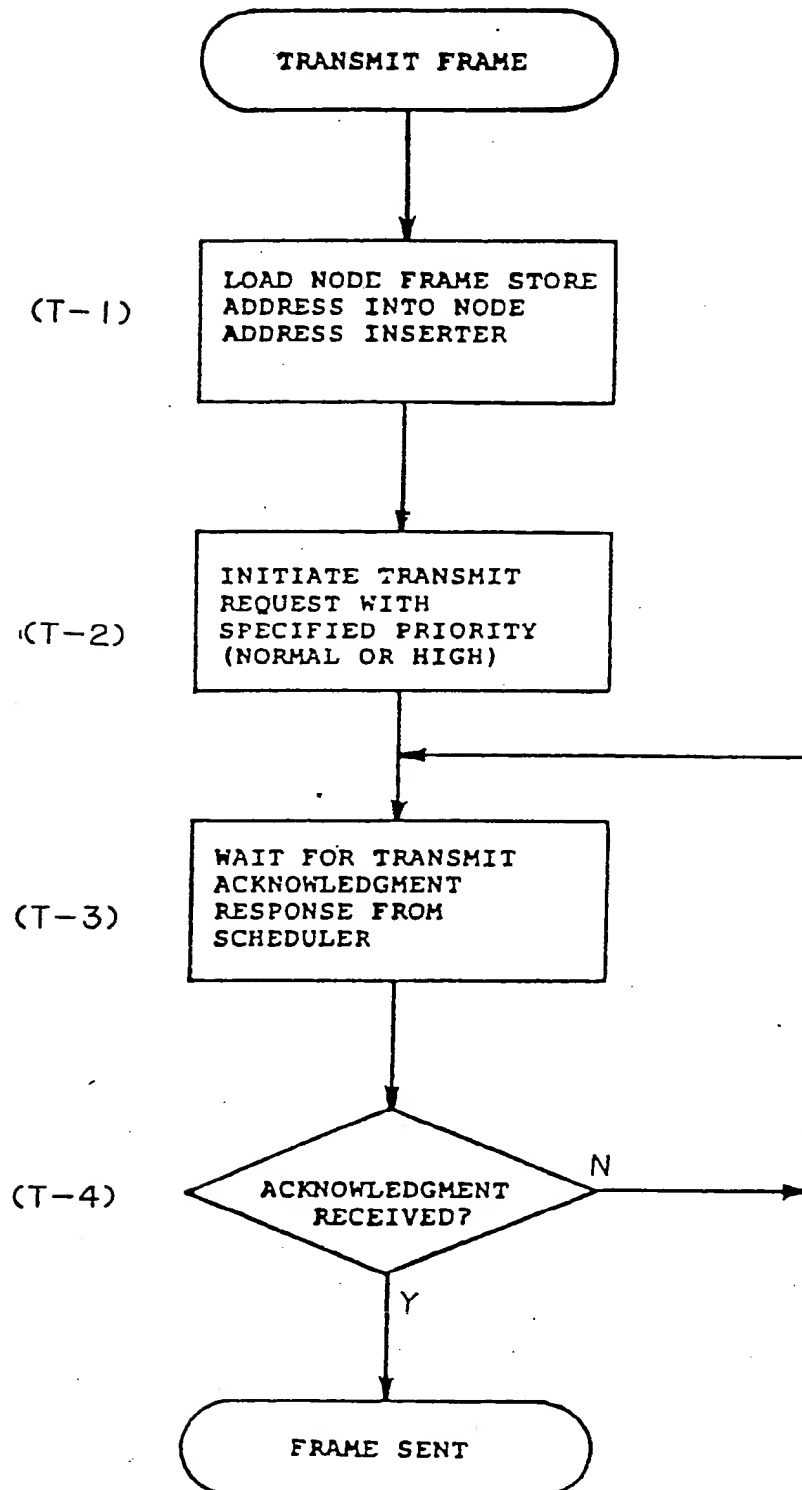 TRANSMIT FRAME
(T-1)
LOAD NODE FRAME STORE
ADDRESS INTO NODE
ADDRESS INSERTER
(T-2)
INITIATE TRANSMIT
REQUEST WITH
SPECIFIED PRIORITY
(NORMAL OR HIGH)
(T-3)
WAIT FOR TRANSMIT
ACKNOWLEDGMENT
RESPONSE FROM
SCHEDULER
(T-4)
ACKNOWLEDGMENT
RECEIVED?
N
Y
FRAME SENT